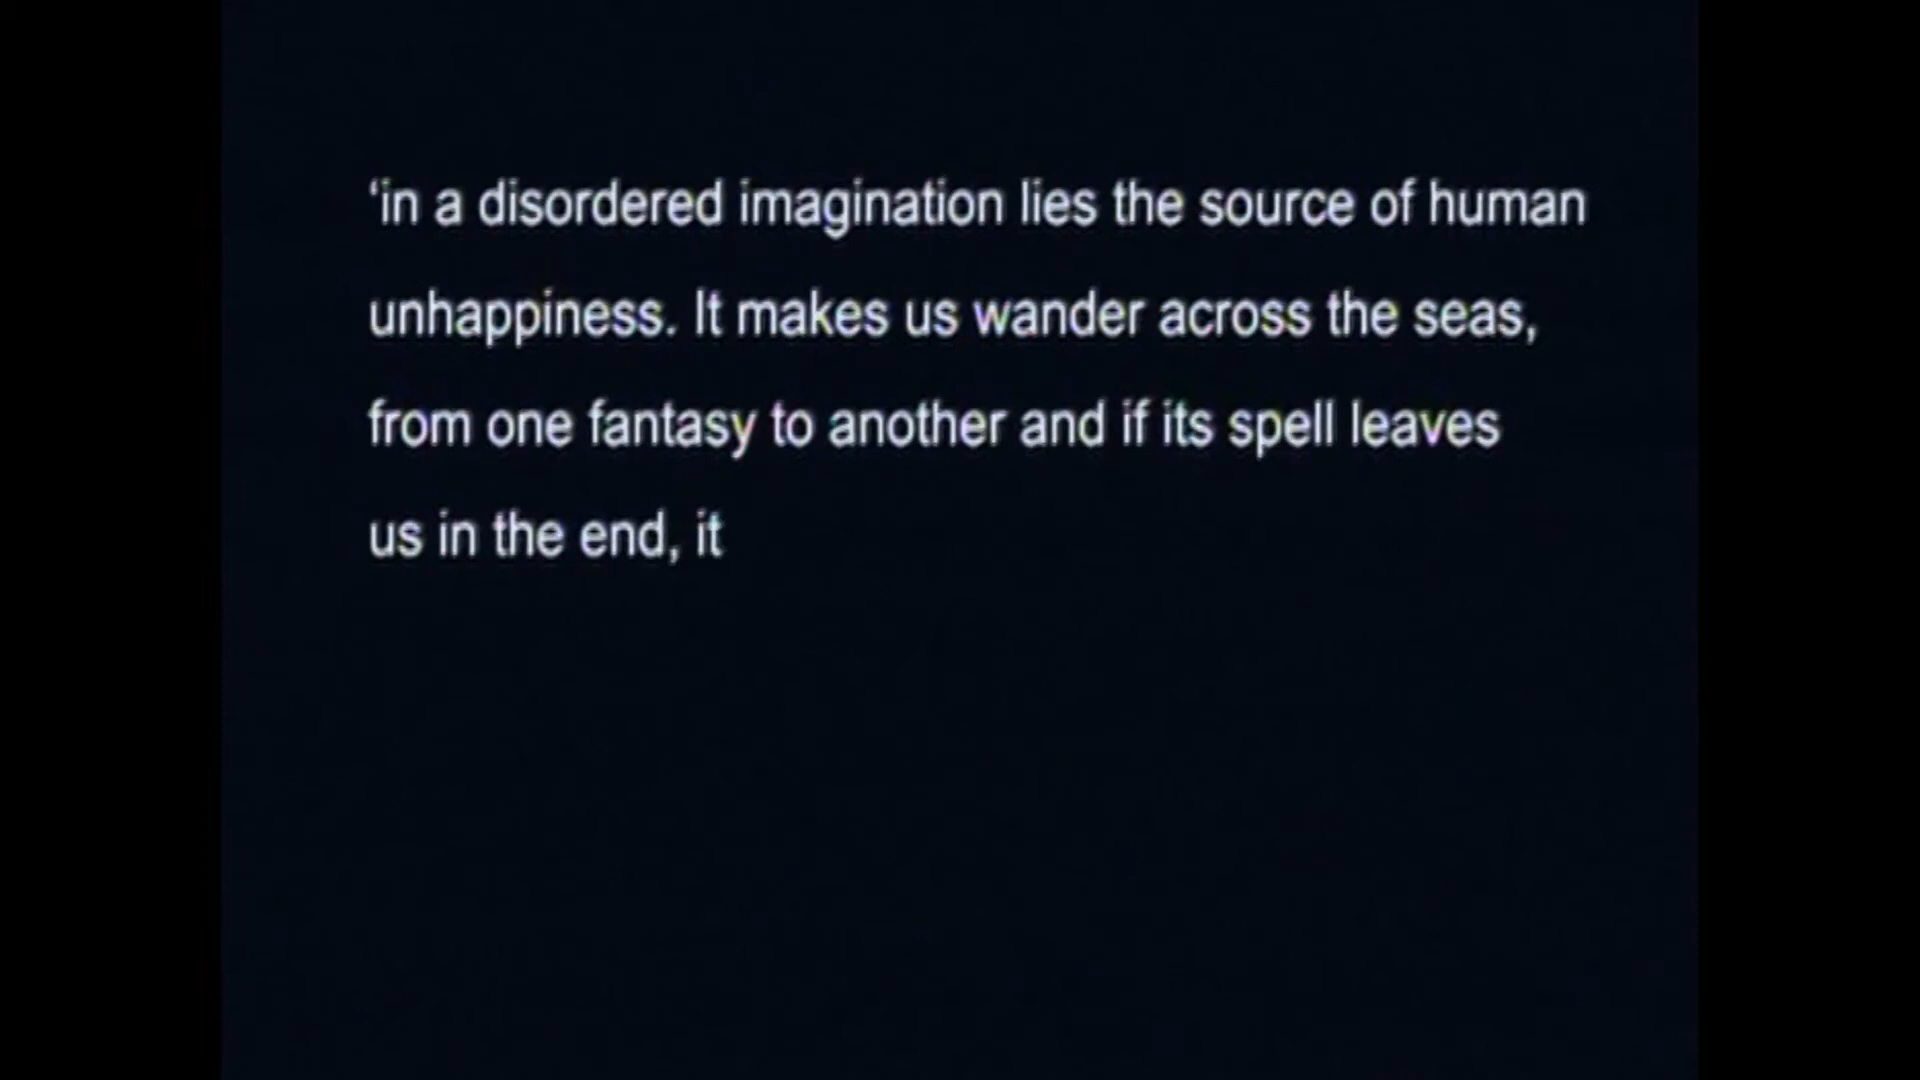 ‘in a disordered imagination lies the source of human
unhappiness. It makes us wander across the seas,
from one fantasy to another and if its spell leaves
us in the end, it